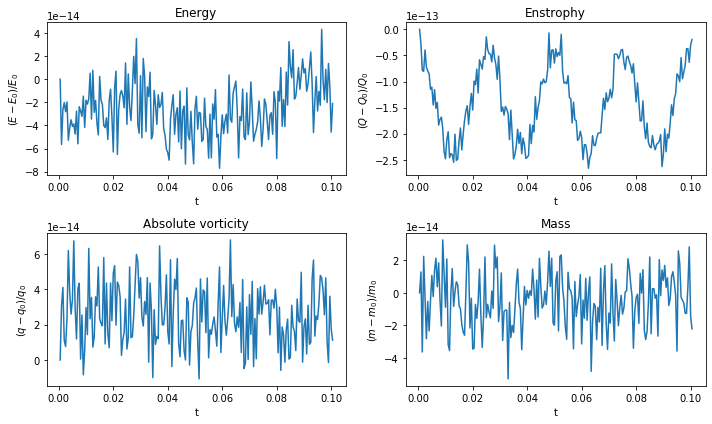 Energy
1e−14
(E − E₀)/E₀
4
2
0
−2
−4
−6
−8
0.00 0.02 0.04 0.06 0.08 0.10
t
Enstrophy
1e−13
(Q − Q₀)/Q₀
0.0
−0.5
−1.0
−1.5
−2.0
−2.5
0.00 0.02 0.04 0.06 0.08 0.10
t
Absolute vorticity
1e−14
(q − q₀)/q₀
6
4
2
0
0.00 0.02 0.04 0.06 0.08 0.10
t
Mass
1e−14
(m − m₀)/m₀
2
0
−2
−4
0.00 0.02 0.04 0.06 0.08 0.10
t